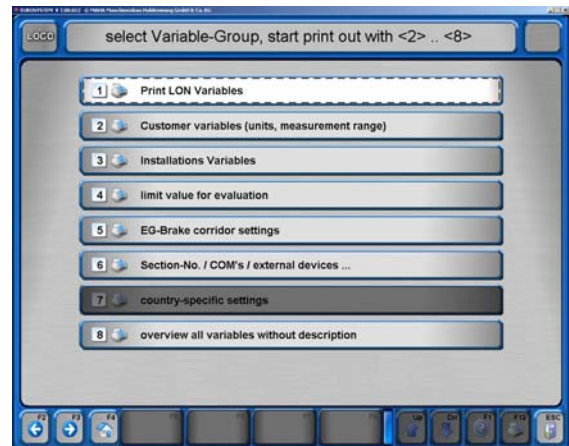 LOGO
select Variable-Group, start print out with <2> .. <8>
1 Print LON Variables
2 Customer variables (units, measurement range)
3 Installations Variables
4 limit value for evaluation
5 EG-Brake corridor settings
6 Section-No. / COM's / external devices ...
7 country-specific settings
8 overview all variables without description
F2 F3 F4 Up Dn F1 F12 ESC